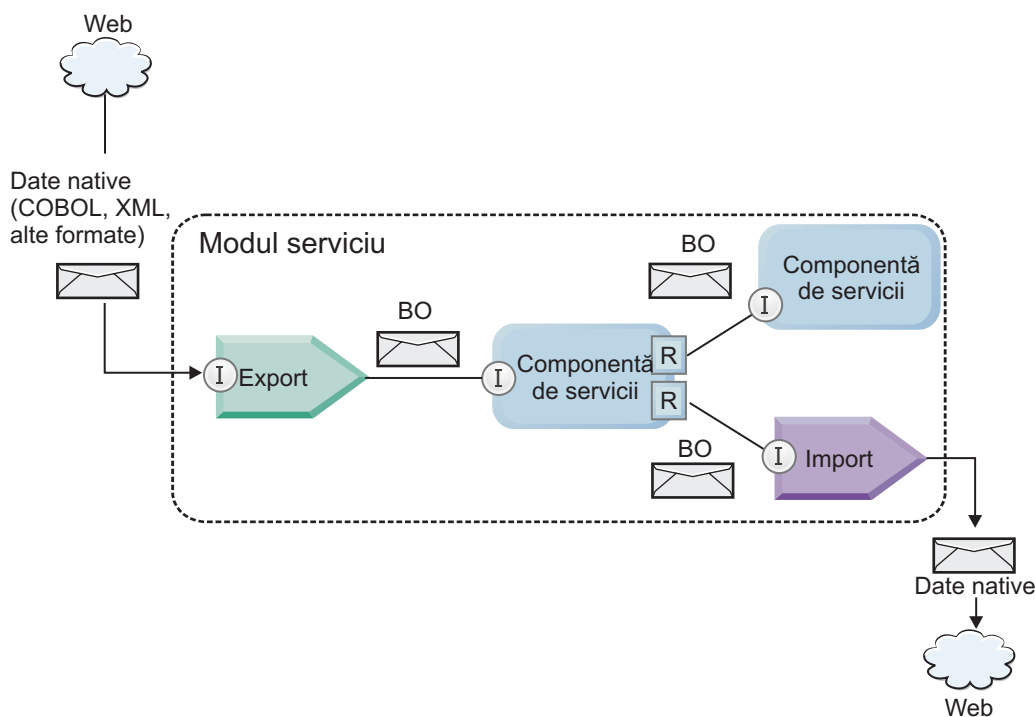 Web
Date native
(COBOL, XML,
alte formate)
Modul serviciu
BO
Componentă
de servicii
I
BO
R
I
Export
I
Componentă
de servicii
R
BO
I
Import
Date native
Web